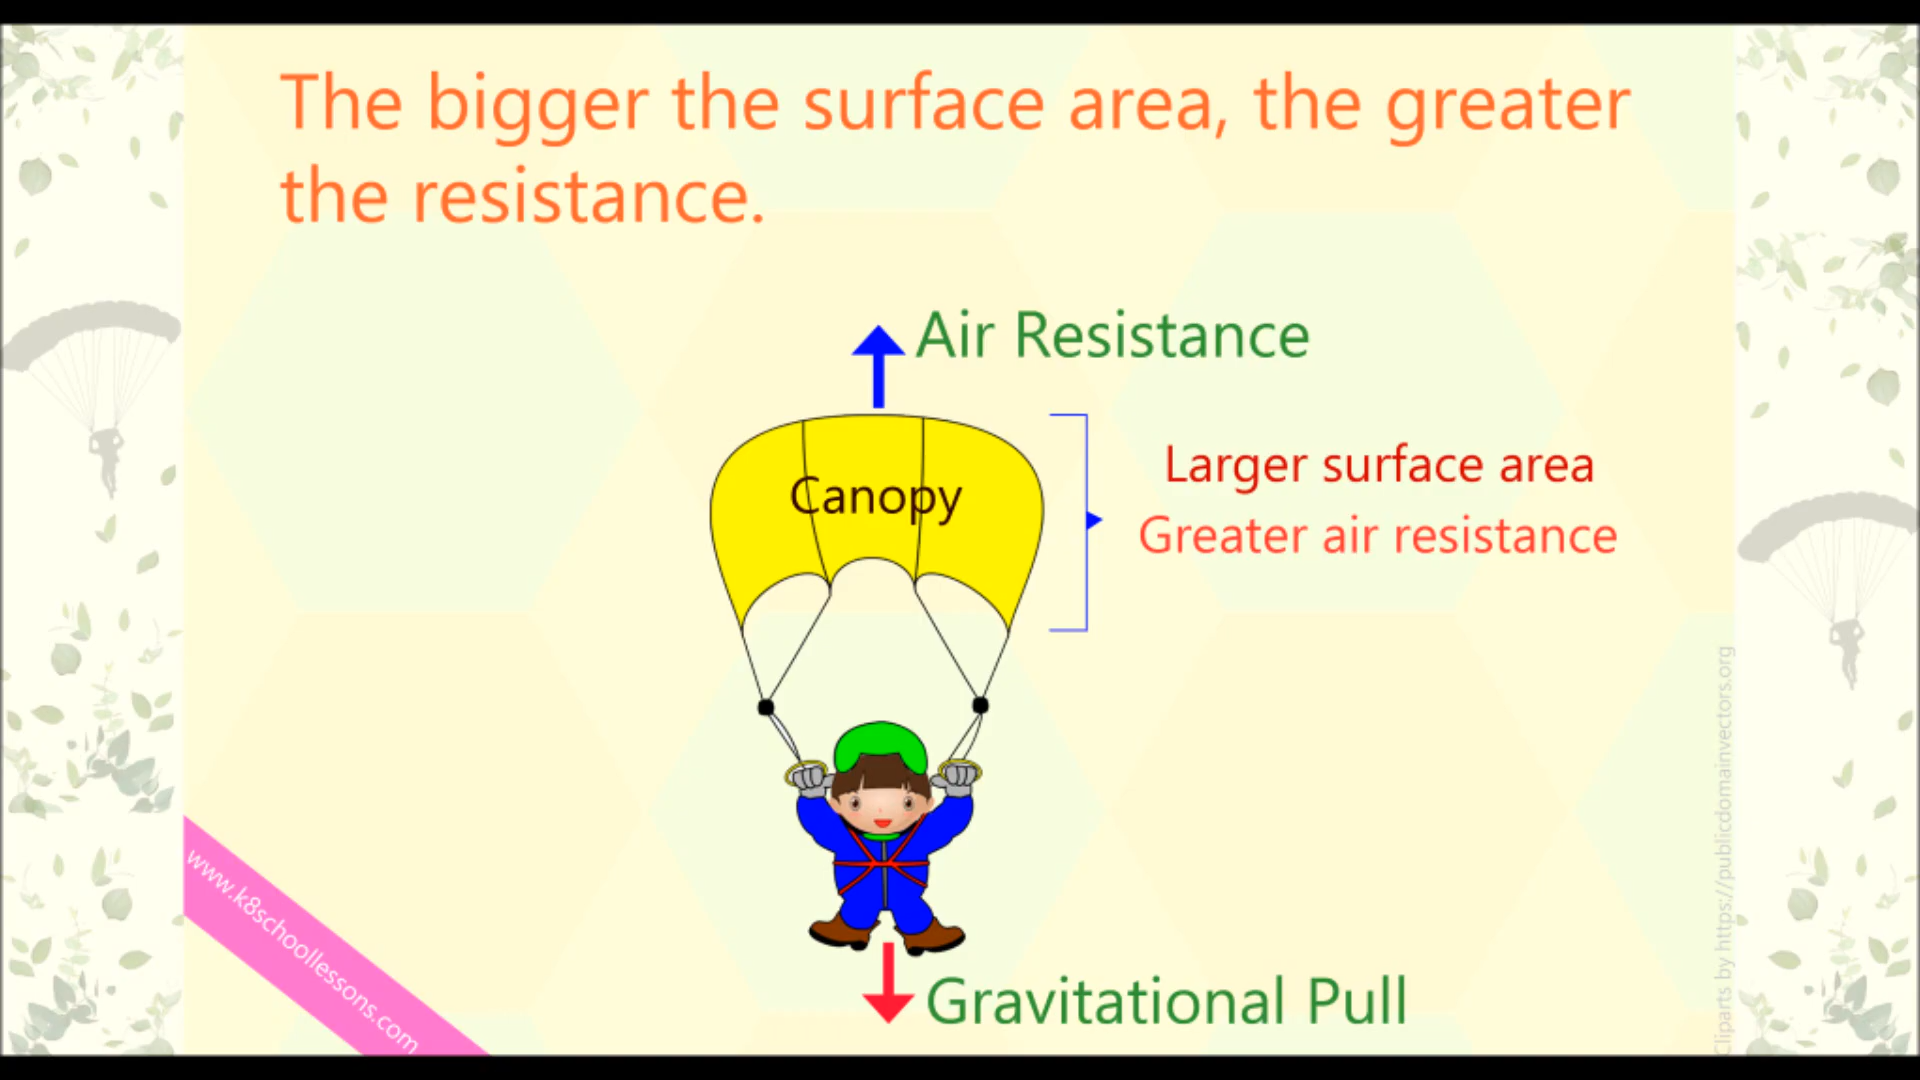 The bigger the surface area, the greater
the resistance.
Air Resistance
Canopy
Larger surface area
Greater air resistance
Gravitational Pull
www.k8schoollessons.com
Cliparts by https://publicdomainvectors.org